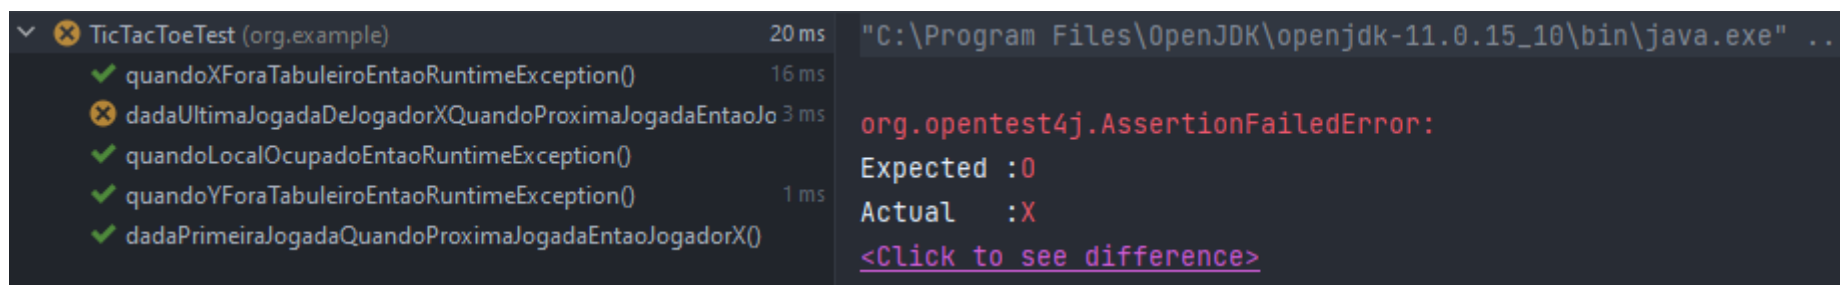 TicTacToeTest (org.example) 20 ms
quandoXForaTabuleiroEntaoRuntimeException() 16 ms
dadaUltimaJogadaDeJogadorXQuandoProximaJogadaEntaoJo 3 ms
quandoLocalOcupadoEntaoRuntimeException()
quandoYForaTabuleiroEntaoRuntimeException() 1 ms
dadaPrimeiraJogadaQuandoProximaJogadaEntaoJogadorX()
"C:\Program Files\OpenJDK\openjdk-11.0.15_10\bin\java.exe" ..
org.opentest4j.AssertionFailedError:
Expected :O
Actual   :X
<Click to see difference>